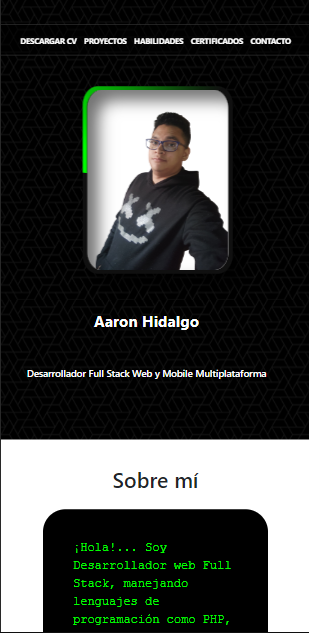 DESCARGAR CV PROYECTOS HABILIDADES CERTIFICADOS CONTACTO
Aaron Hidalgo
Desarrollador Full Stack Web y Mobile Multiplataforma
Sobre mí
¡Hola!... Soy
Desarrollador web Full
Stack, manejando
lenguajes de
programación como PHP,